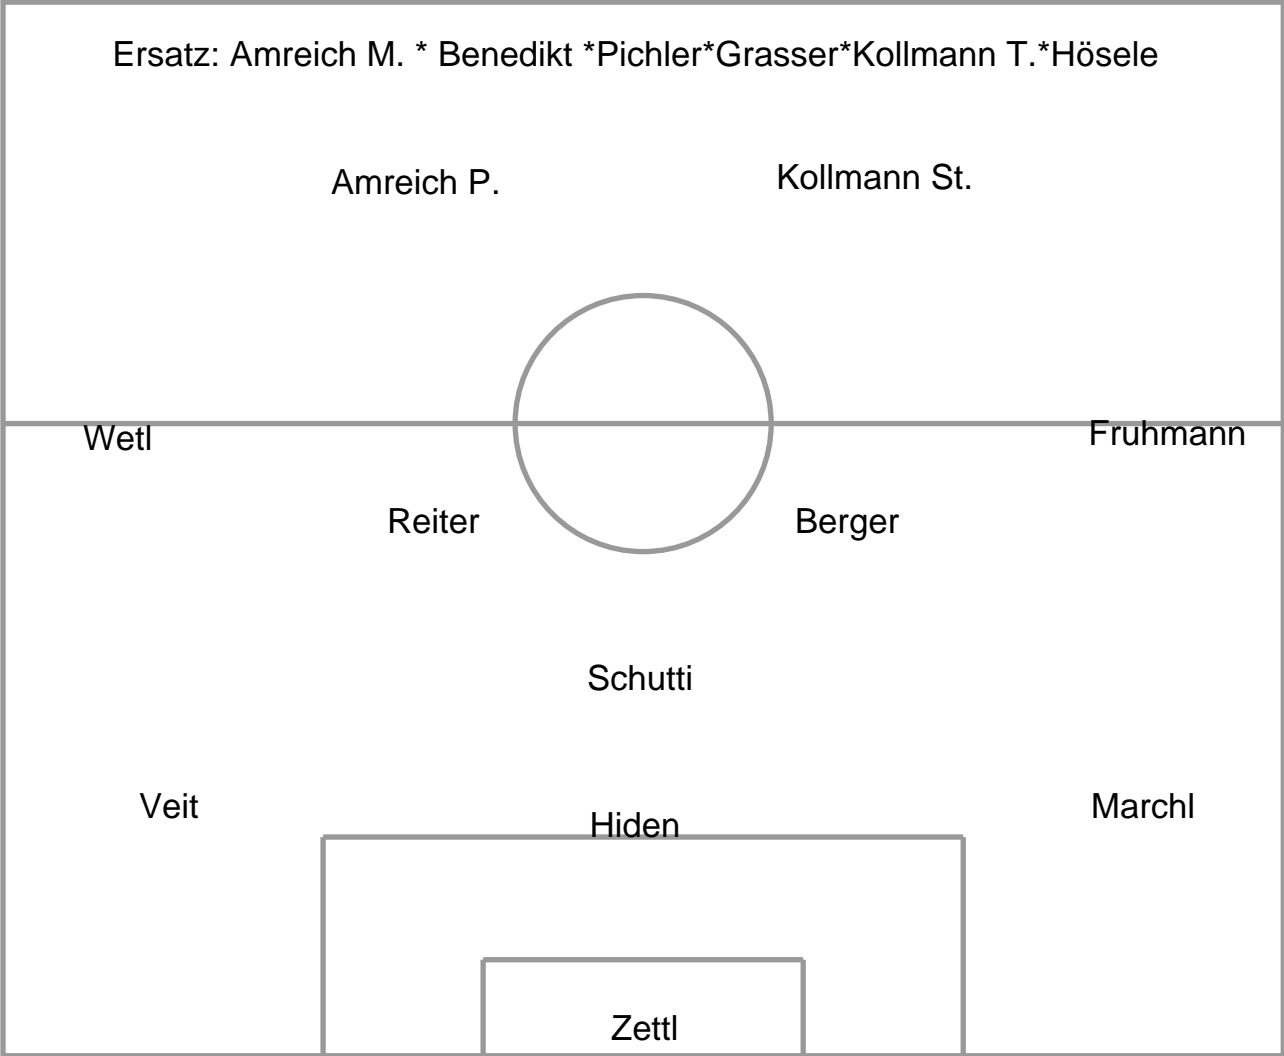 Ersatz: Amreich M. * Benedikt *Pichler*Grasser*Kollmann T.*Hösele
Amreich P.
Kollmann St.
Wetl
Fruhmann
Reiter
Berger
Schutti
Veit
Hiden
Marchl
Zettl